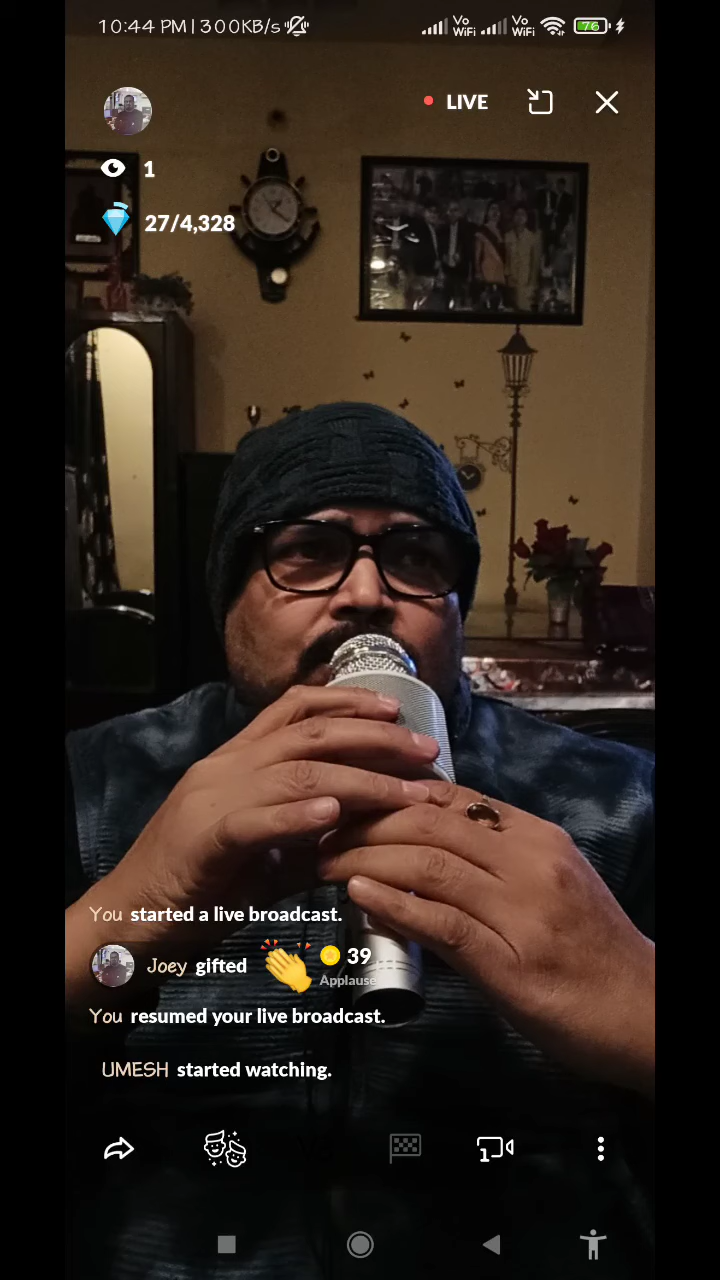 10:44 PM | 300KB/s
Vo WiFi Vo WiFi 76
LIVE
1
27/4,328
You started a live broadcast.
Joey gifted 39
Applause
You resumed your live broadcast.
UMESH started watching.
1